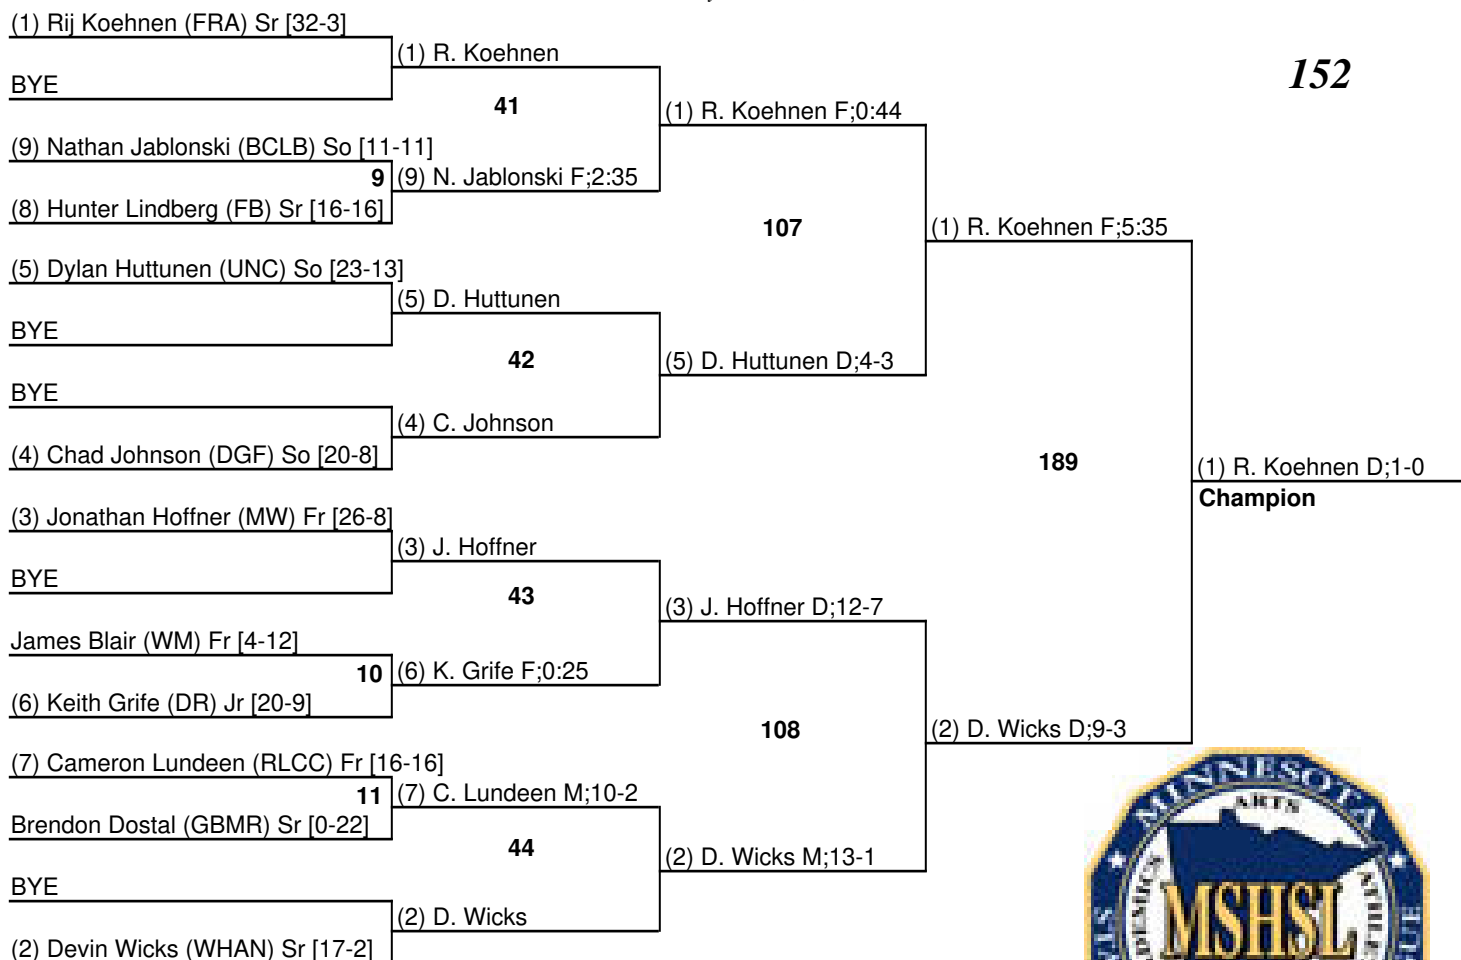 (1) Rij Koehnen (FRA) Sr [32-3]
(1) R. Koehnen
BYE
152
41
(1) R. Koehnen F;0:44
(9) Nathan Jablonski (BCLB) So [11-11]
9 (9) N. Jablonski F;2:35
(8) Hunter Lindberg (FB) Sr [16-16]
107
(1) R. Koehnen F;5:35
(5) Dylan Huttunen (UNC) So [23-13]
(5) D. Huttunen
BYE
42
(5) D. Huttunen D;4-3
BYE
(4) C. Johnson
(4) Chad Johnson (DGF) So [20-8]
189
(1) R. Koehnen D;1-0
Champion
(3) Jonathan Hoffner (MW) Fr [26-8]
(3) J. Hoffner
BYE
43
(3) J. Hoffner D;12-7
James Blair (WM) Fr [4-12]
10 (6) K. Grife F;0:25
(6) Keith Grife (DR) Jr [20-9]
108
(2) D. Wicks D;9-3
(7) Cameron Lundeen (RLCC) Fr [16-16]
11 (7) C. Lundeen M;10-2
Brendon Dostal (GBMR) Sr [0-22]
44
(2) D. Wicks M;13-1
BYE
(2) D. Wicks
(2) Devin Wicks (WHAN) Sr [17-2]
MINNESOTA
ARTS
MSHSL